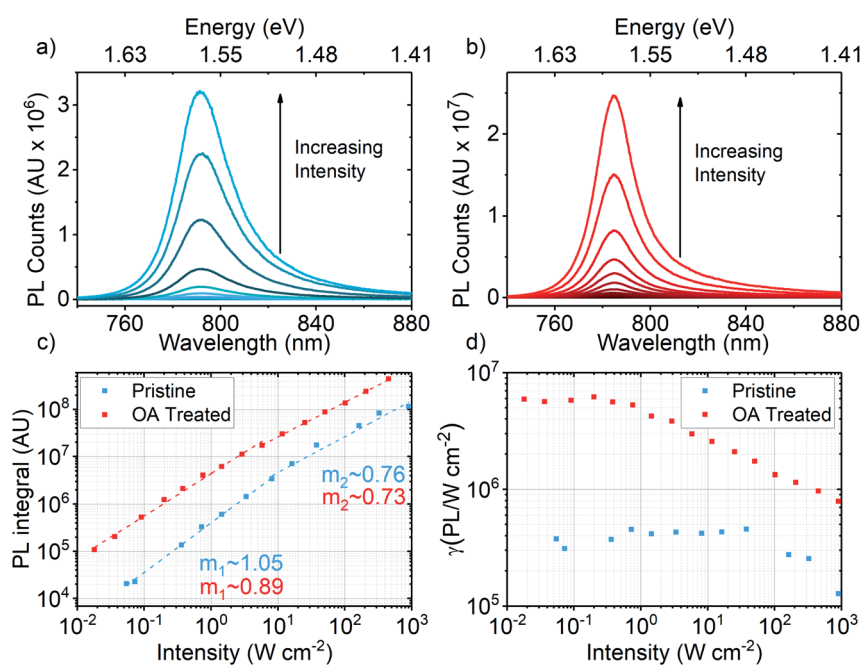 Energy (eV)
a)
1.63 1.55 1.48 1.41
PL Counts (AU x 10⁶)
3
2
1
0
Increasing
Intensity
760 800 840 880
Wavelength (nm)
Energy (eV)
b)
1.63 1.55 1.48 1.41
PL Counts (AU x 10⁷)
2
1
0
Increasing
Intensity
760 800 840 880
Wavelength (nm)
c)
PL integral (AU)
10⁸
10⁷
10⁶
10⁵
10⁴
Pristine
OA Treated
m₂~0.76
m₂~0.73
m₁~1.05
m₁~0.89
10⁻² 10⁻¹ 10⁰ 10¹ 10² 10³
Intensity (W cm⁻²)
d)
γ(PL/W cm⁻²)
10⁷
10⁶
10⁵
Pristine
OA Treated
10⁻² 10⁻¹ 10⁰ 10¹ 10² 10³
Intensity (W cm⁻²)